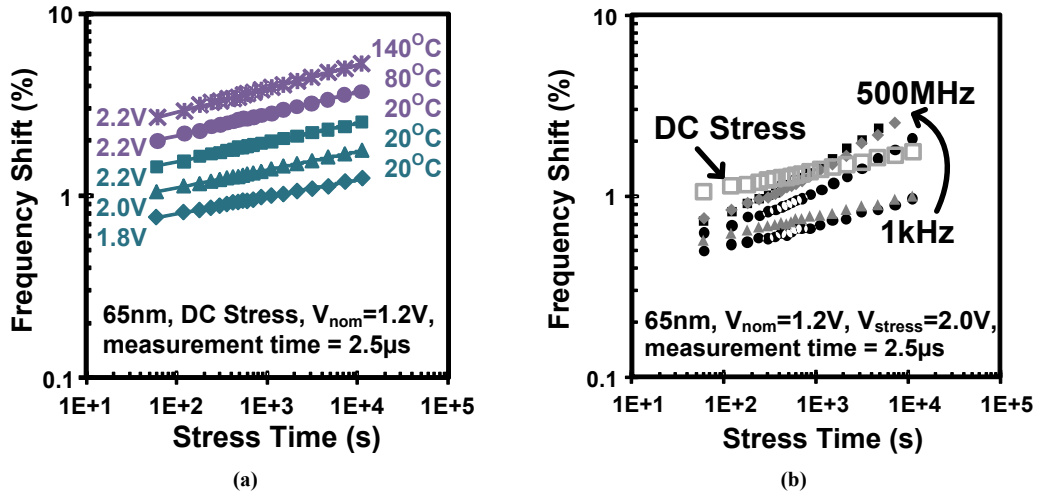 10
1
0.1
Frequency Shift (%)
140°C
80°C
20°C
20°C
20°C
2.2V
2.2V
2.2V
2.0V
1.8V
65nm, DC Stress, Vnom=1.2V,
measurement time = 2.5µs
1E+1 1E+2 1E+3 1E+4 1E+5
Stress Time (s)
(a)
10
1
0.1
Frequency Shift (%)
500MHz
DC Stress
1kHz
65nm, Vnom=1.2V, Vstress=2.0V,
measurement time = 2.5µs
1E+1 1E+2 1E+3 1E+4 1E+5
Stress Time (s)
(b)